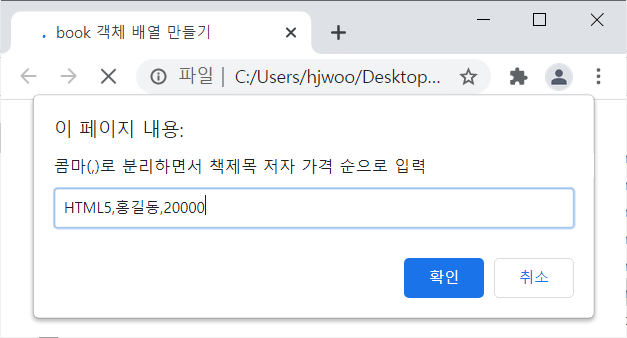 book 객체 배열 만들기
파일 | C:/Users/hjwoo/Desktop...
이 페이지 내용:
콤마(,)로 분리하면서 책제목 저자 가격 순으로 입력
HTML5,홍길동,20000
확인 취소